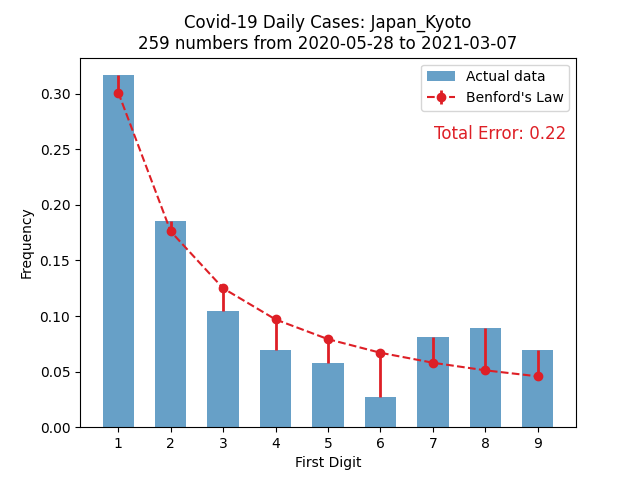 Covid-19 Daily Cases: Japan_Kyoto
259 numbers from 2020-05-28 to 2021-03-07
Actual data
Benford's Law
Total Error: 0.22
Frequency
0.30
0.25
0.20
0.15
0.10
0.05
0.00
1 2 3 4 5 6 7 8 9
First Digit